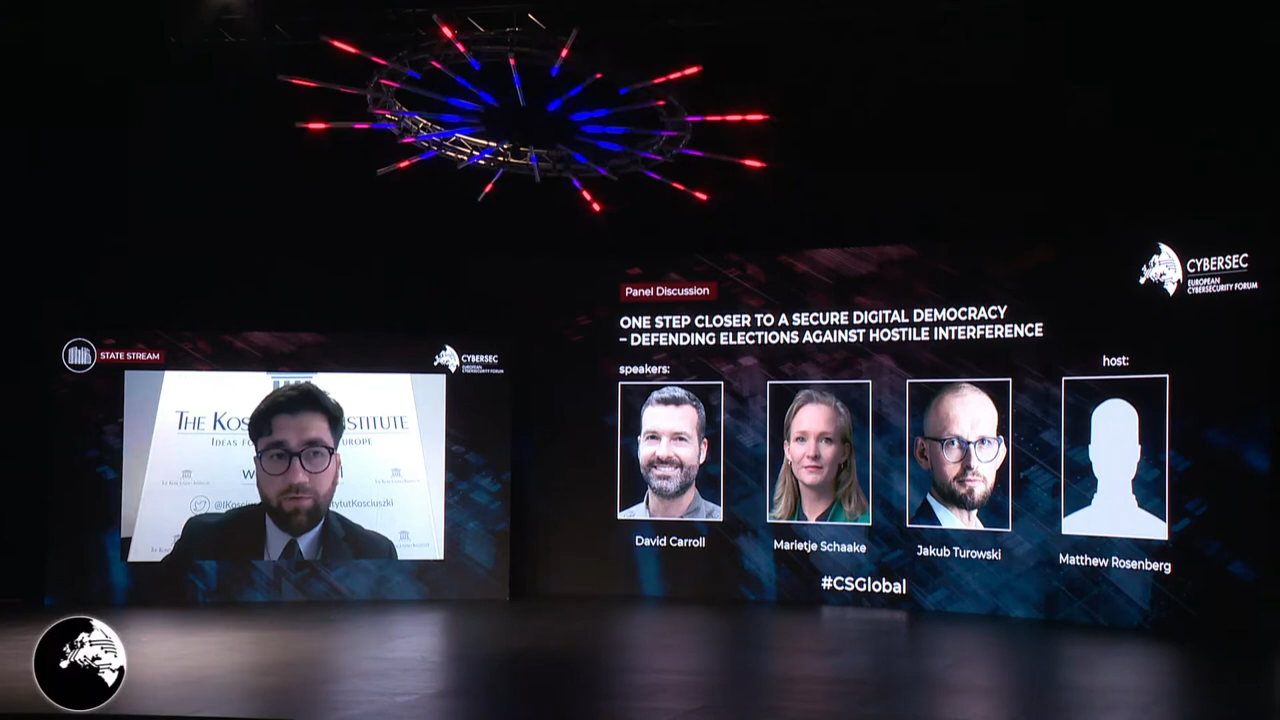 STATE STREAM
CYBERSEC
EUROPEAN
CYBERSECURITY FORUM
THE KOS INSTITUTE
IDEAS FO EUROPE
W
@IKosciu ytutKosciuszki
Panel Discussion
CYBERSEC
EUROPEAN
CYBERSECURITY FORUM
ONE STEP CLOSER TO A SECURE DIGITAL DEMOCRACY
– DEFENDING ELECTIONS AGAINST HOSTILE INTERFERENCE
speakers:
host:
David Carroll
Marietje Schaake
Jakub Turowski
Matthew Rosenberg
#CSGlobal